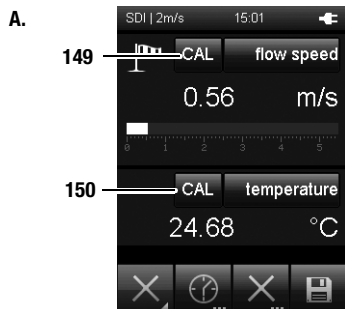 A.
SDI | 2m/s 15:01
149 CAL flow speed
0.56 m/s
0 1 2 3 4 5
150 CAL temperature
24.68 °C